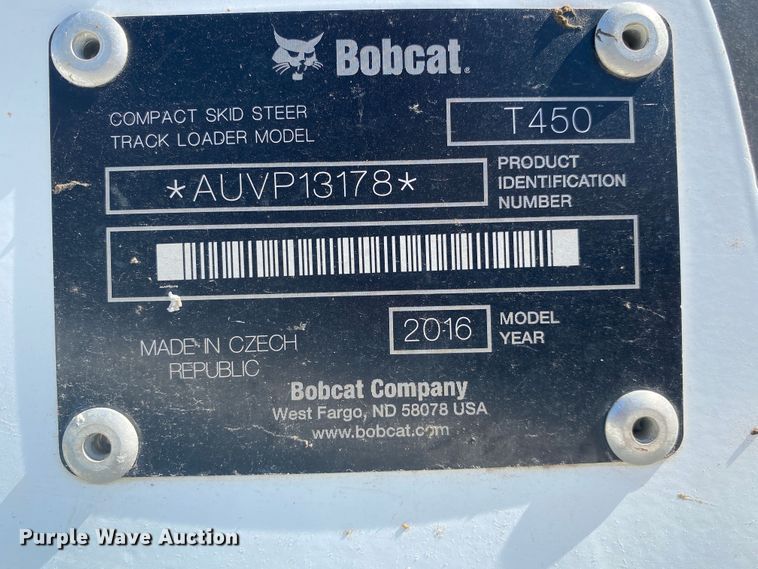 Bobcat®
COMPACT SKID STEER
TRACK LOADER MODEL
T450
*AUVP13178*
PRODUCT
IDENTIFICATION
NUMBER
MADE IN CZECH
REPUBLIC
2016
MODEL
YEAR
Bobcat Company
West Fargo, ND 58078 USA
www.bobcat.com
Purple Wave Auction